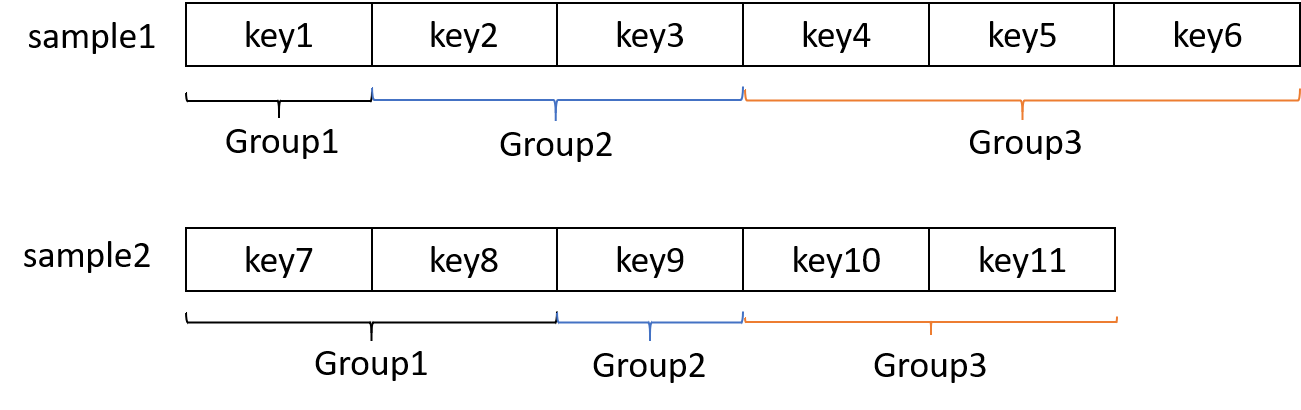 sample1 key1 key2 key3 key4 key5 key6
Group1 Group2 Group3
sample2 key7 key8 key9 key10 key11
Group1 Group2 Group3